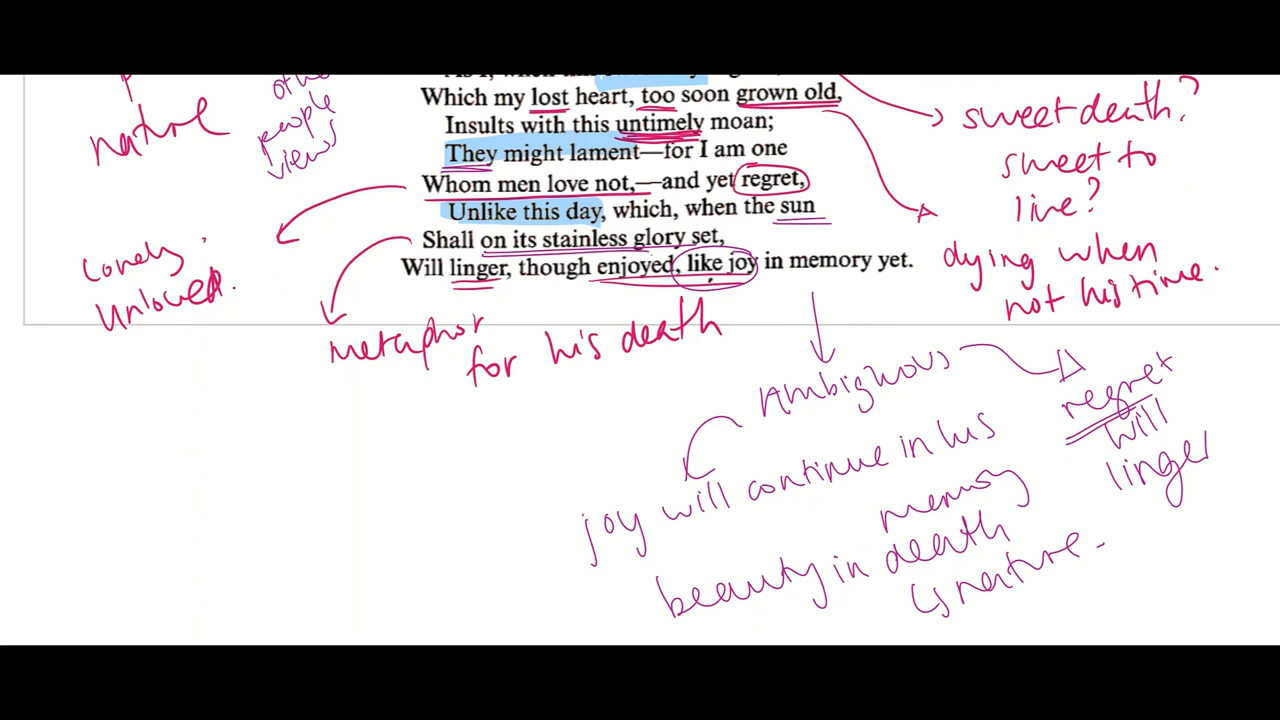 Which my lost heart, too soon grown old,
Insults with this untimely moan;
They might lament—for I am one
Whom men love not,—and yet regret,
Unlike this day, which, when the sun
Shall on its stainless glory set,
Will linger, though enjoyed, like joy in memory yet.
nature
people
views
lonely.
unloved.
metaphor
for his death
sweet death?
sweet to
live?
dying when
not his time.
Ambiguous
regret
will
linger
joy will continue in his
memory
beauty in death
nature.